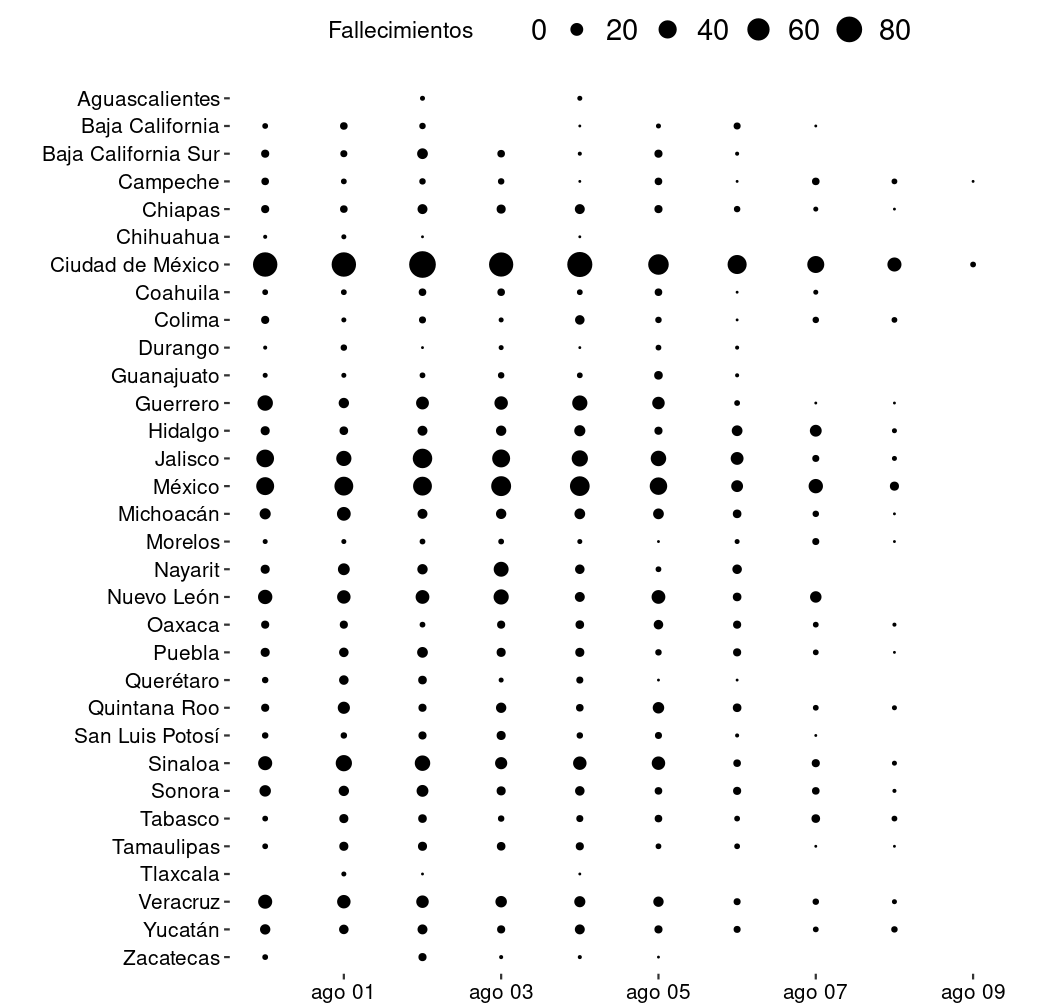 Fallecimientos 0 20 40 60 80
Aguascalientes
Baja California
Baja California Sur
Campeche
Chiapas
Chihuahua
Ciudad de México
Coahuila
Colima
Durango
Guanajuato
Guerrero
Hidalgo
Jalisco
México
Michoacán
Morelos
Nayarit
Nuevo León
Oaxaca
Puebla
Querétaro
Quintana Roo
San Luis Potosí
Sinaloa
Sonora
Tabasco
Tamaulipas
Tlaxcala
Veracruz
Yucatán
Zacatecas
ago 01 ago 03 ago 05 ago 07 ago 09